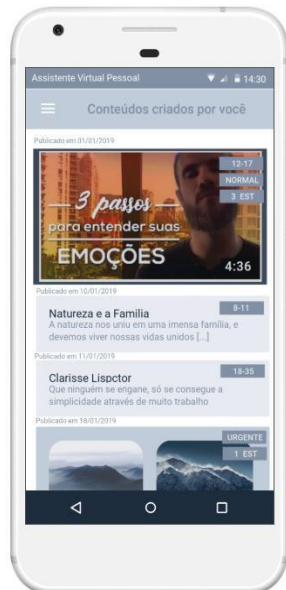 Assistente Virtual Pessoal 14:30
Conteúdos criados por você
Publicado em 01/01/2019
12-17
NORMAL
3 EST
3 passos
para entender suas
EMOÇÕES
4:36
Publicado em 10/01/2019
8-11
Natureza e a Familia
A natureza nos uniu em uma imensa família, e
devemos viver nossas vidas unidos [...]
Publicado em 11/01/2019
18-35
Clarisse Lispctor
Que ninguém se engane, só se consegue a
simplicidade através de muito trabalho
Publicado em 18/01/2019
URGENTE
1 EST